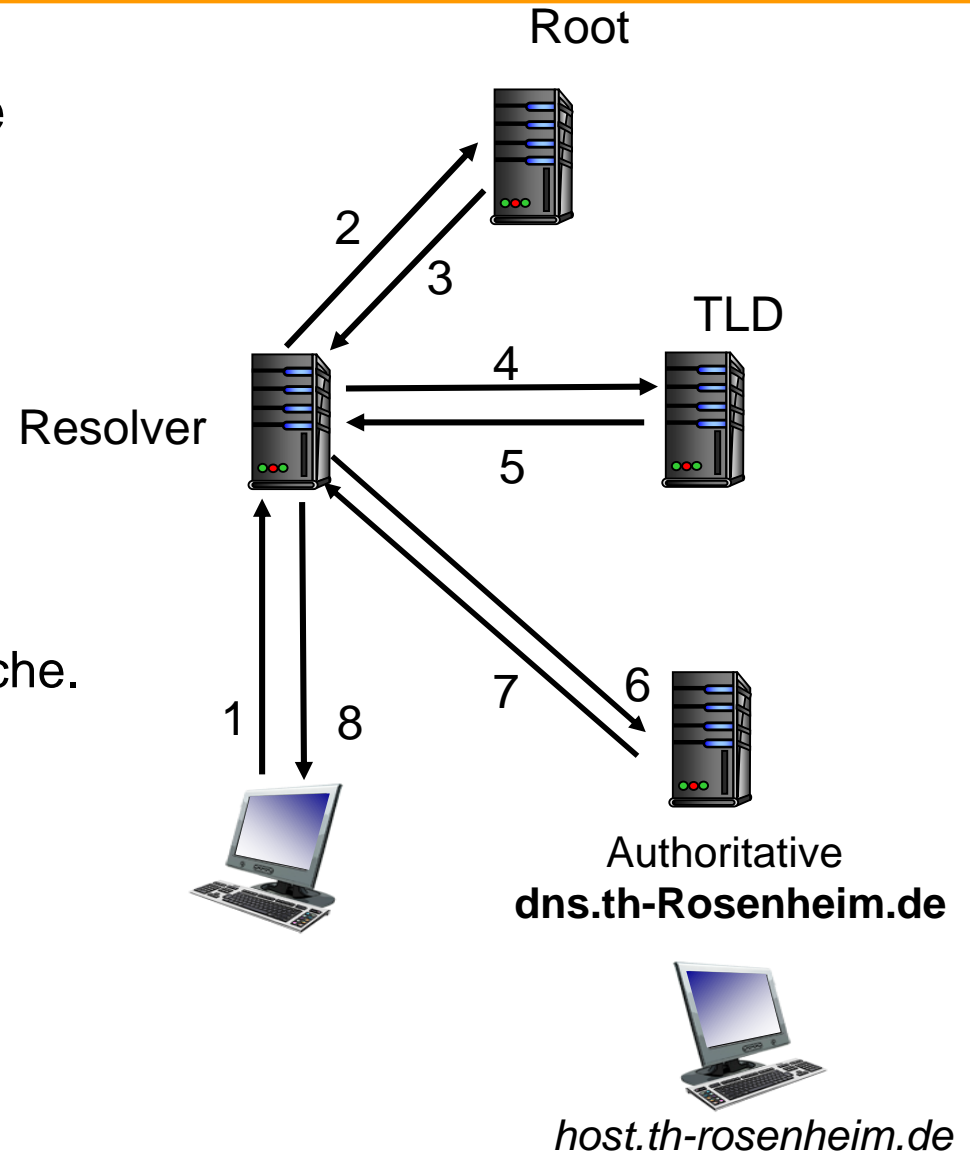 Root
e
2
3
TLD
4
Resolver
5
che.
7
6
1
8
Authoritative
dns.th-Rosenheim.de
host.th-rosenheim.de